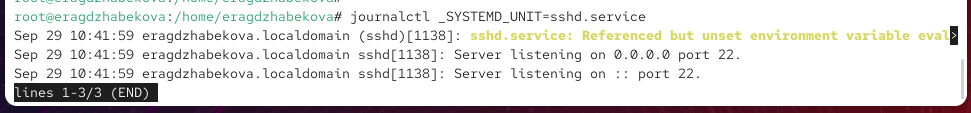 root@eragdzhabekova:/home/eragdzhabekova#
root@eragdzhabekova:/home/eragdzhabekova# journalctl _SYSTEMD_UNIT=sshd.service
Sep 29 10:41:59 eragdzhabekova.localdomain (sshd)[1138]: sshd.service: Referenced but unset environment variable eval>
Sep 29 10:41:59 eragdzhabekova.localdomain sshd[1138]: Server listening on 0.0.0.0 port 22.
Sep 29 10:41:59 eragdzhabekova.localdomain sshd[1138]: Server listening on :: port 22.
lines 1-3/3 (END)